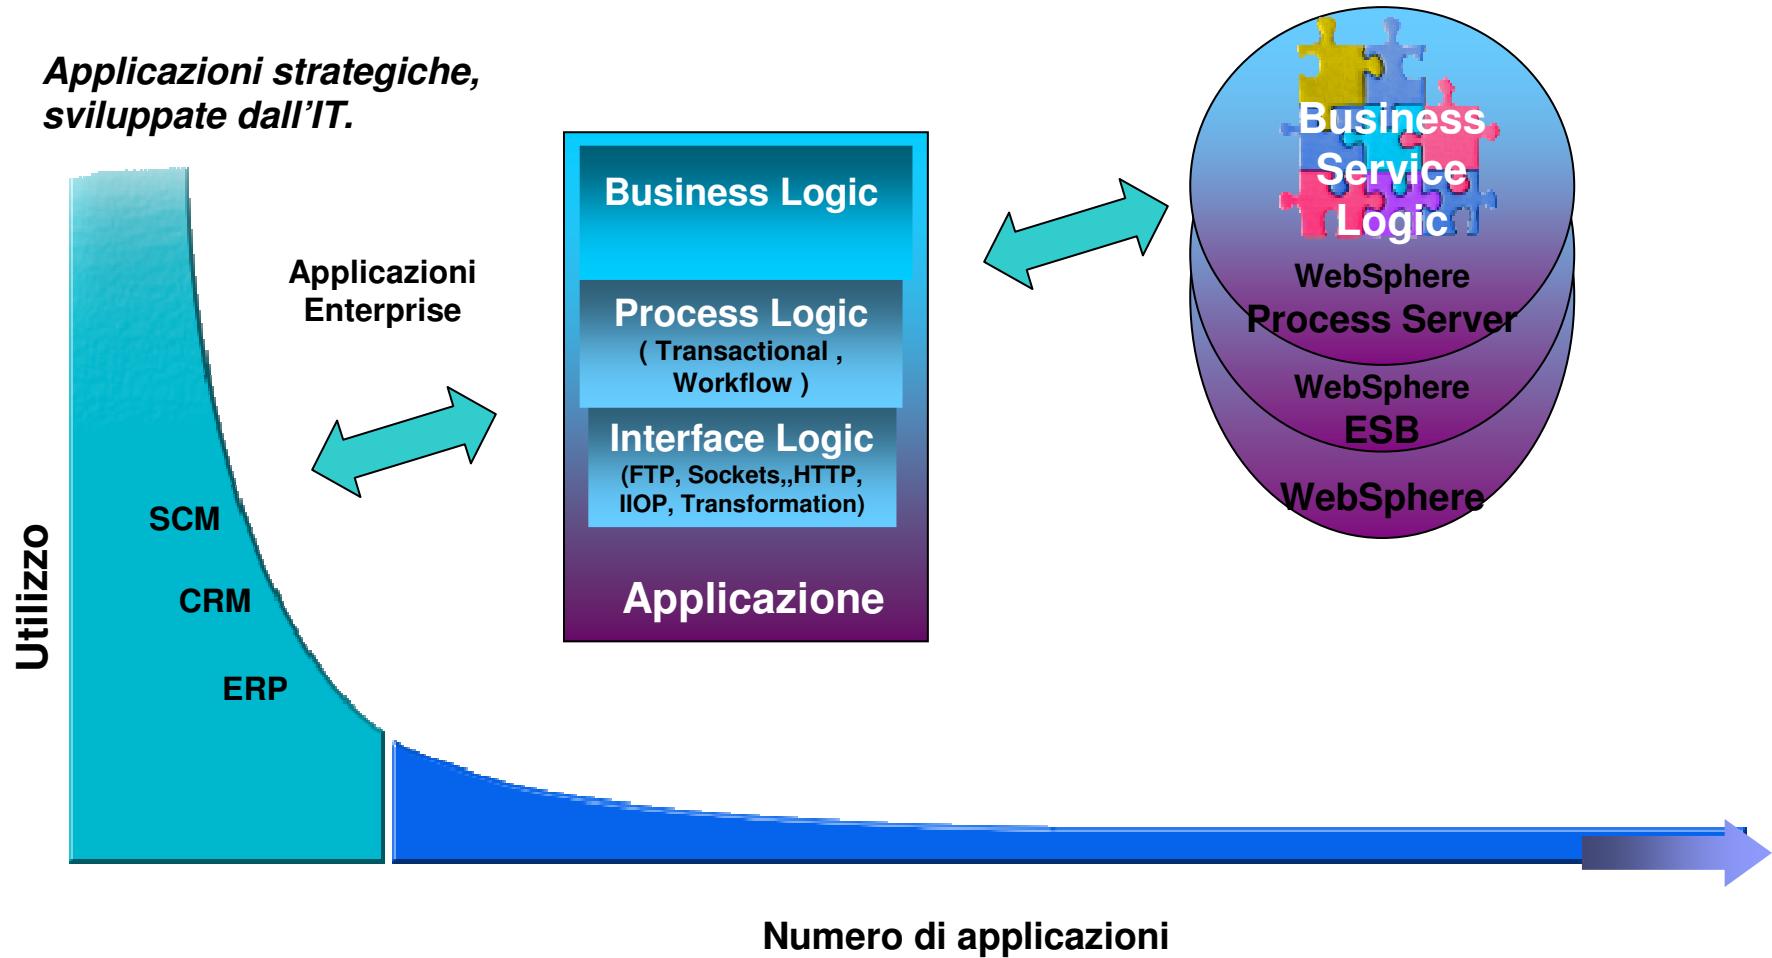 Applicazioni strategiche,
sviluppate dall'IT.
Applicazioni
Enterprise
SCM
CRM
ERP
Utilizzo
Business Logic
Process Logic
( Transactional ,
Workflow )
Interface Logic
(FTP, Sockets,,HTTP,
IIOP, Transformation)
Applicazione
Business
Service
Logic
WebSphere
Process Server
WebSphere
ESB
WebSphere
Numero di applicazioni